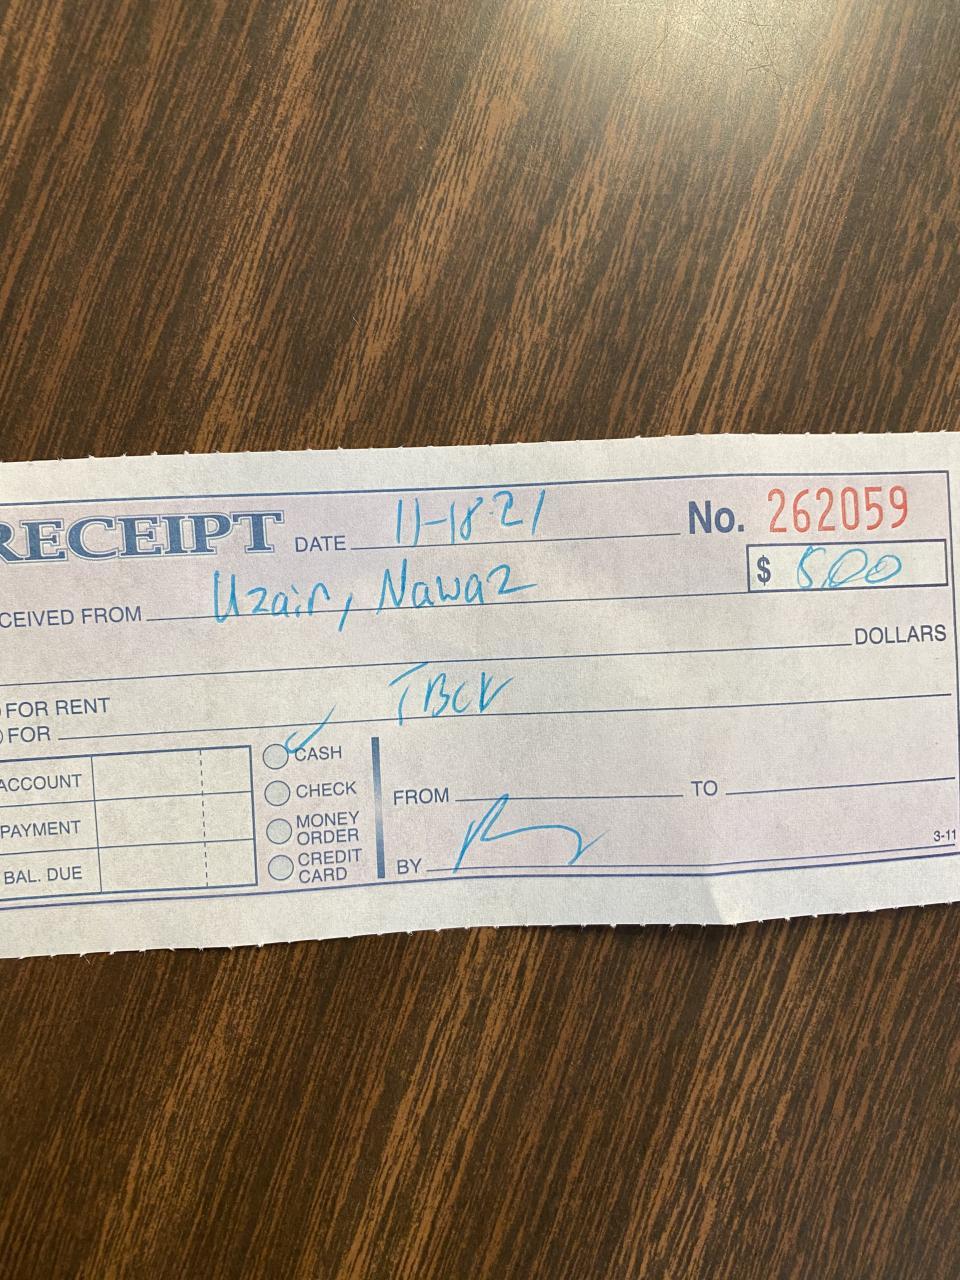 RECEIPT DATE 11-18-21 No. 262059
CEIVED FROM Uzair, Nawaz $ 500
DOLLARS
FOR RENT
FOR
ACCOUNT
PAYMENT
BAL. DUE
CASH
CHECK
MONEY ORDER
CREDIT CARD
FROM TO
BY
3-11